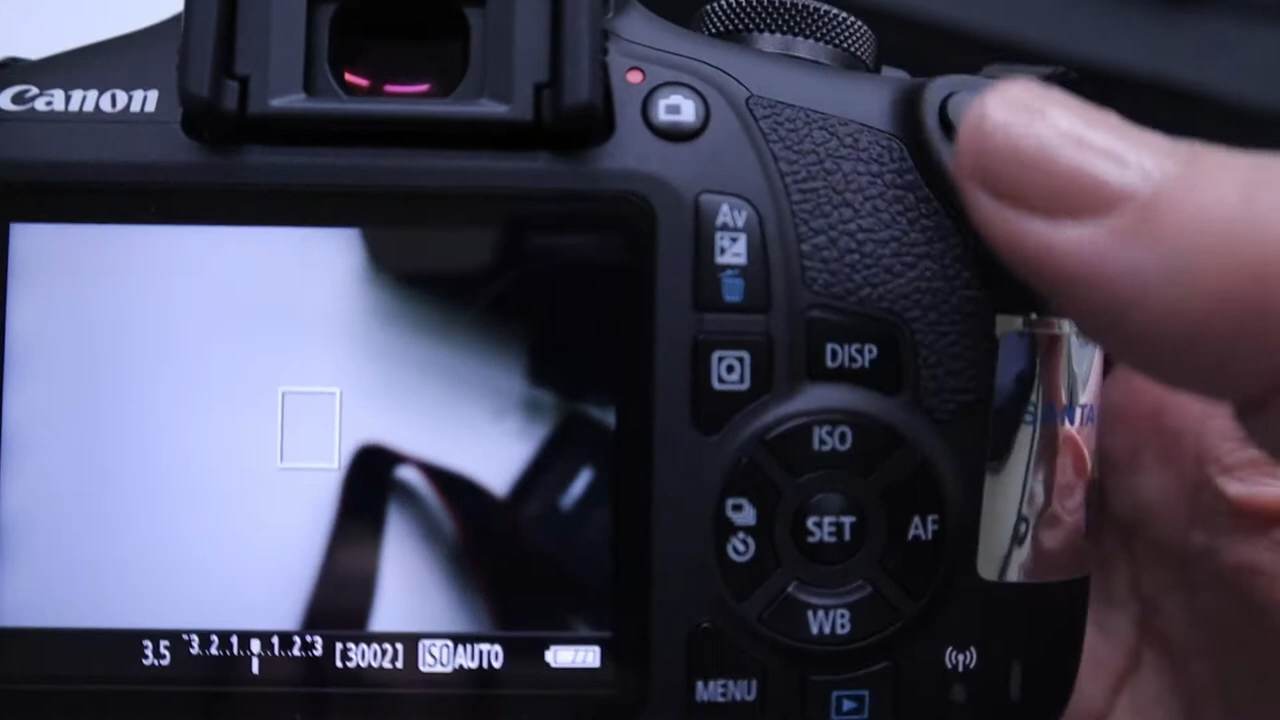 Canon
Av
DISP
Q
ISO
SET
AF
WB
MENU
3.5 -3..2..1..0..1..2..+3 [3002] ISO AUTO